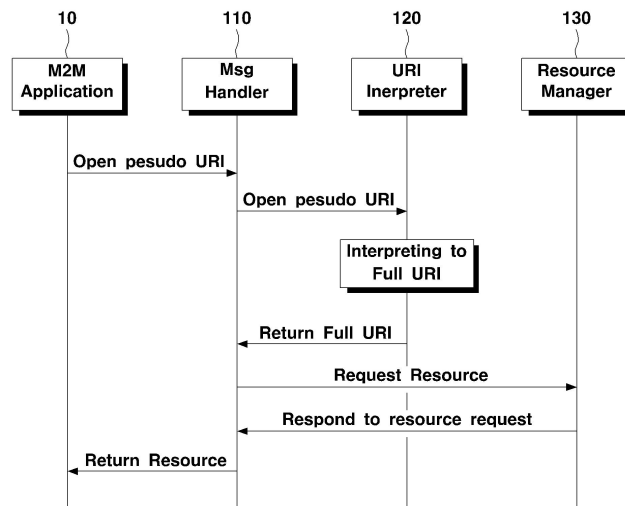 10 110 120 130
M2M Application
Msg Handler
URI Inerpreter
Resource Manager
Open pesudo URI
Open pesudo URI
Interpreting to
Full URI
Return Full URI
Request Resource
Respond to resource request
Return Resource